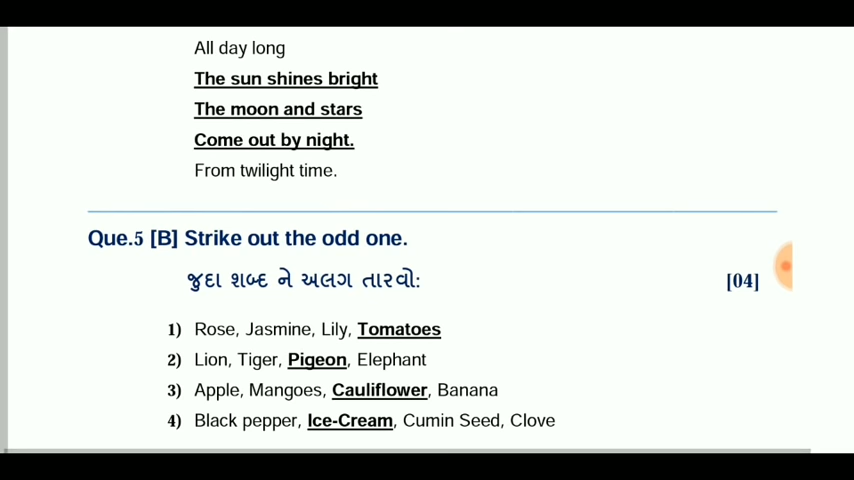 All day long
The sun shines bright
The moon and stars
Come out by night.
From twilight time.
Que.5 [B] Strike out the odd one.
જુદા શબ્દ ને અલગ તારવો: [04]
1) Rose, Jasmine, Lily, Tomatoes
2) Lion, Tiger, Pigeon, Elephant
3) Apple, Mangoes, Cauliflower, Banana
4) Black pepper, Ice-Cream, Cumin Seed, Clove